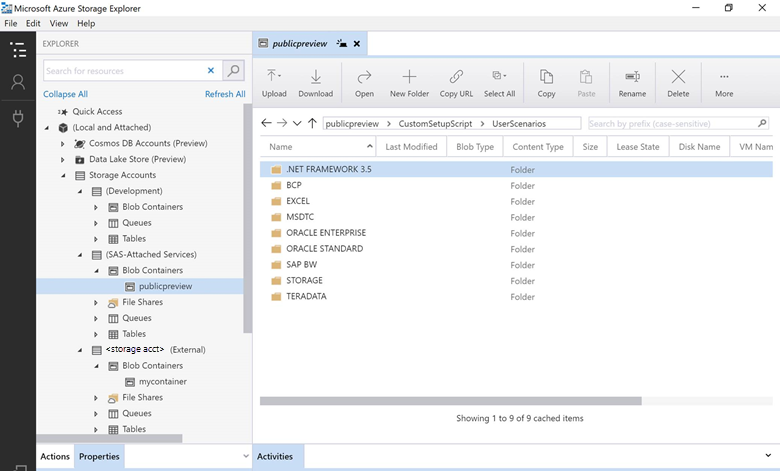 Microsoft Azure Storage Explorer
File Edit View Help
EXPLORER
Search for resources
Collapse All Refresh All
Quick Access
(Local and Attached)
Cosmos DB Accounts (Preview)
Data Lake Store (Preview)
Storage Accounts
(Development)
Blob Containers
Queues
Tables
(SAS-Attached Services)
Blob Containers
publicpreview
File Shares
Queues
Tables
<storage acct> (External)
Blob Containers
mycontainer
File Shares
Queues
Tables
Actions Properties
publicpreview
Upload Download Open New Folder Copy URL Select All Copy Paste Rename Delete More
publicpreview CustomSetupScript UserScenarios Search by prefix (case-sensitive)
Name Last Modified Blob Type Content Type Size Lease State Disk Name VM Nam
.NET FRAMEWORK 3.5 Folder
BCP Folder
EXCEL Folder
MSDTC Folder
ORACLE ENTERPRISE Folder
ORACLE STANDARD Folder
SAP BW Folder
STORAGE Folder
TERADATA Folder
Showing 1 to 9 of 9 cached items
Activities